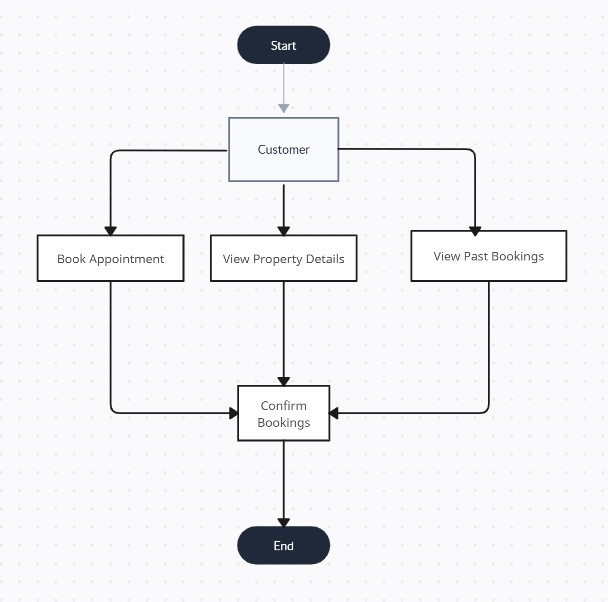 Start
Customer
Book Appointment
View Property Details
View Past Bookings
Confirm
Bookings
End